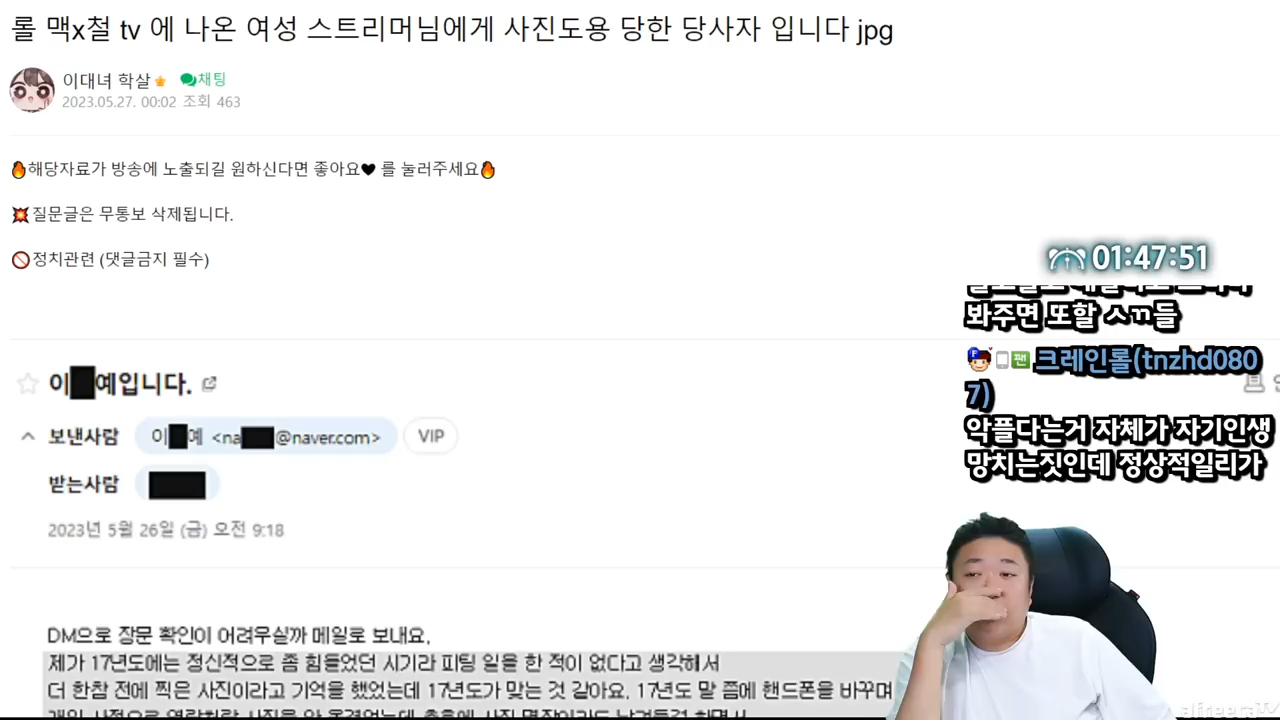 롤 맥x철 tv 에 나온 여성 스트리머님에게 사진도용 당한 당사자 입니다 jpg
이대녀 학살 채팅
2023.05.27. 00:02 조회 463
🔥해당자료가 방송에 노출되길 원하신다면 좋아요🖤 를 눌러주세요🔥
💥질문글은 무통보 삭제됩니다.
🚫정치관련 (댓글금지 필수)
01:47:51
봐주면 또할 ㅅㄲ들
F 팬 크레인롤(tnzhd080
7)
악플다는거 자체가 자기인생
망치는짓인데 정상적일리가
이 예입니다.
보낸사람 이 예 <na @naver.com> VIP
받는사람
2023년 5월 26일 (금) 오전 9:18
DM으로 장문 확인이 어려우실까 메일로 보내요.
제가 17년도에는 정신적으로 좀 힘들었던 시기라 피팅 일을 한 적이 없다고 생각해서
더 한참 전에 찍은 사진이라고 기억을 했었는데 17년도가 맞는 것 같아요. 17년도 말 쯤에 핸드폰을 바꾸며
afreecaTV